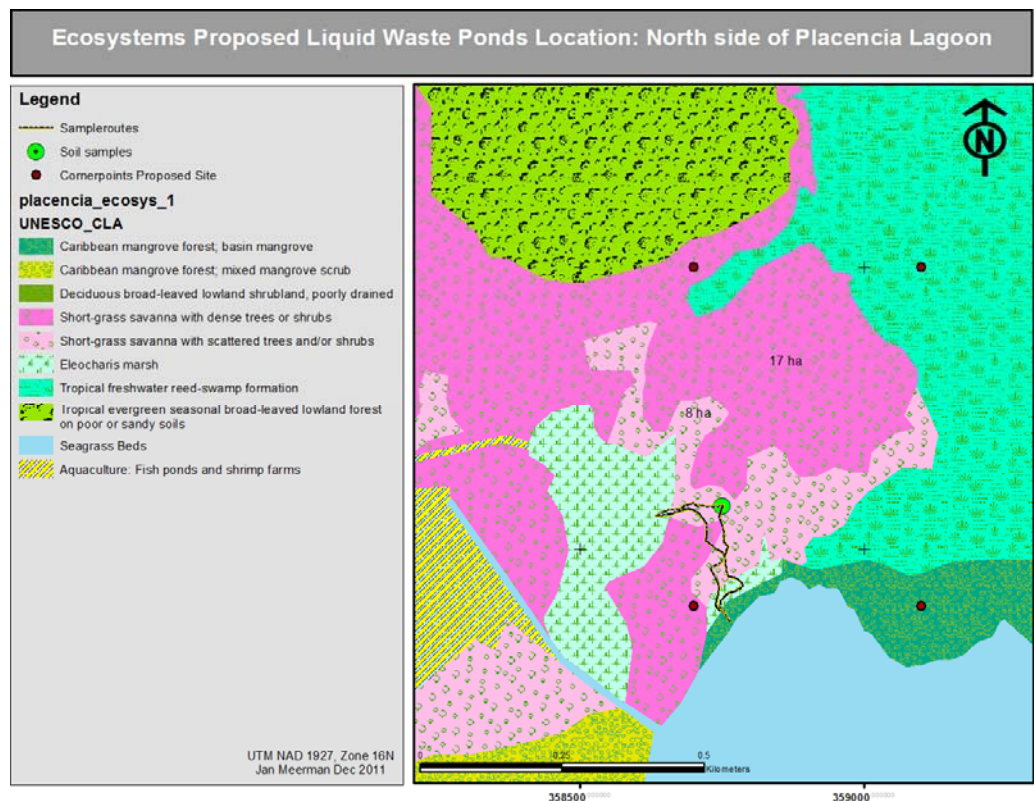 Ecosystems Proposed Liquid Waste Ponds Location: North side of Placencia Lagoon
Legend
Sampleroutes
Soil samples
Cornerpoints Proposed Site
placencia_ecosys_1
UNESCO_CLA
Caribbean mangrove forest; basin mangrove
Caribbean mangrove forest; mixed mangrove scrub
Deciduous broad-leaved lowland shrubland, poorly drained
Short-grass savanna with dense trees or shrubs
Short-grass savanna with scattered trees and/or shrubs
Eleocharis marsh
Tropical freshwater reed-swamp formation
Tropical evergreen seasonal broad-leaved lowland forest
on poor or sandy soils
Seagrass Beds
Aquaculture: Fish ponds and shrimp farms
UTM NAD 1927, Zone 16N
Jan Meerman Dec 2011
N
17 ha
8 ha
0 0.25 0.5
Kilometers
358500.000000 359000.000000